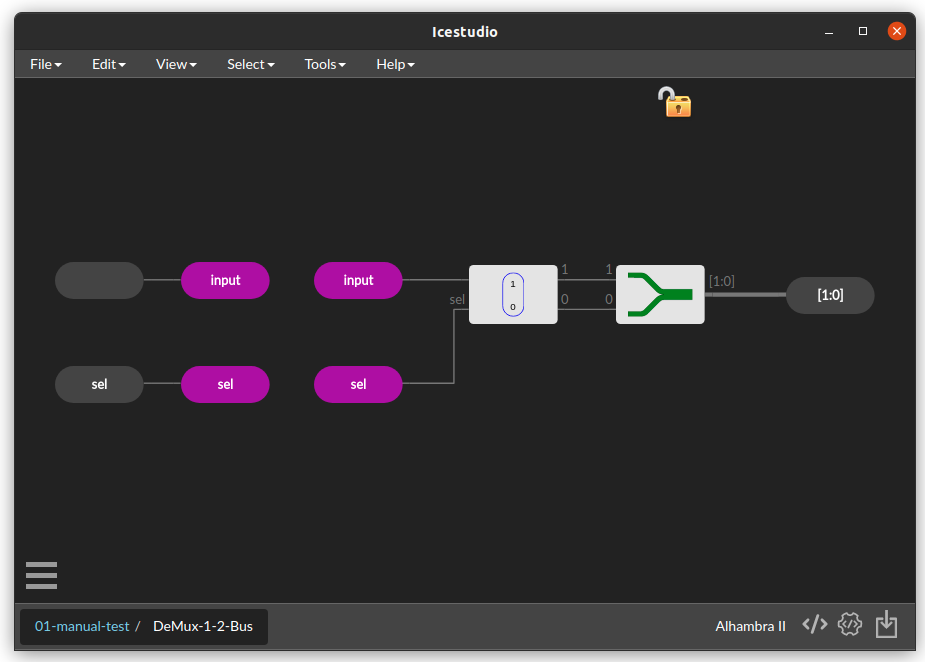 Icestudio
File Edit View Select Tools Help
input input 1 1 [1:0] [1:0]
1
sel 0 0
0
sel sel sel
01-manual-test / DeMux-1-2-Bus Alhambra II </>